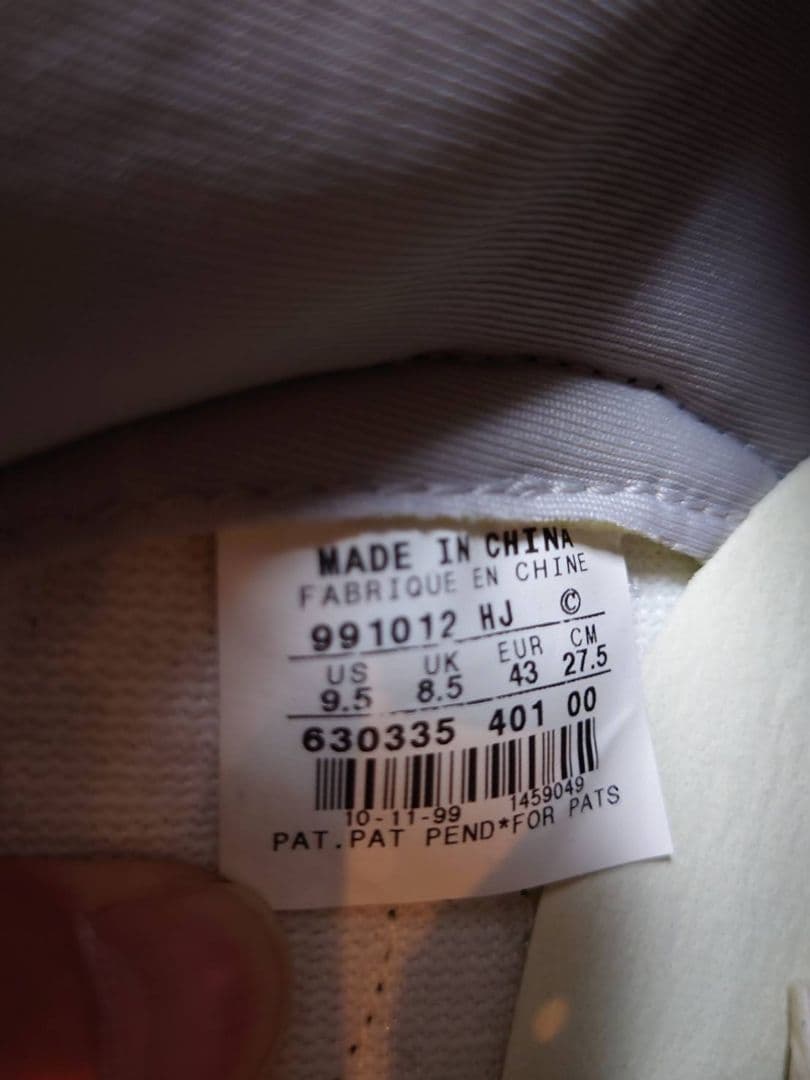 MADE IN CHINA
FABRIQUE EN CHINE
991012 HJ ©
US UK EUR CM
9.5 8.5 43 27.5
630335 401 00
10-11-99 1459049
PAT.PAT PEND*FOR PATS